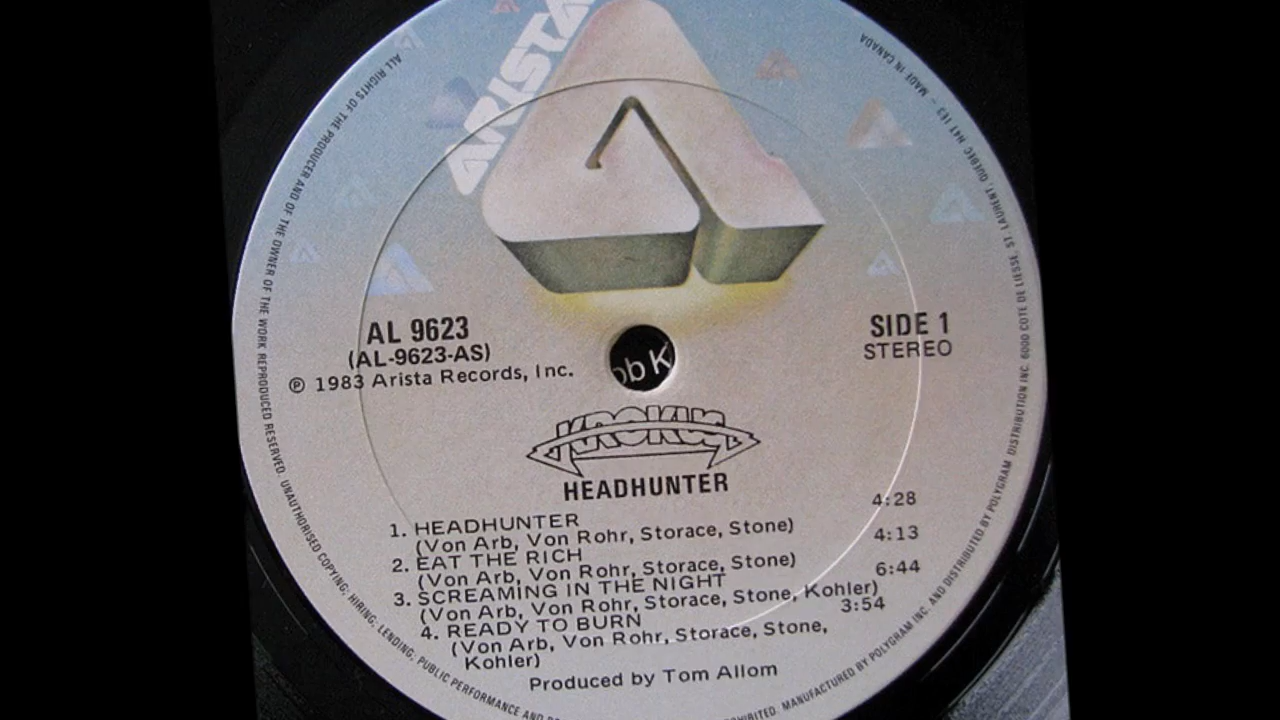 ARISTA
ALL RIGHTS OF THE PRODUCER AND OF THE OWNER OF THE WORK REPRODUCED RESERVED. UNAUTHORISED COPYING; HIRING; LENDING; PUBLIC PERFORMANCE AND
PROHIBITED. MANUFACTURED BY POLYGRAM INC. AND DISTRIBUTED BY POLYGRAM DISTRIBUTION INC. 6000 COTE DE LIESSE, ST LAURENT, QUÉBEC H4T 1E3 – MADE IN CANADA
AL 9623
(AL-9623-AS)
℗ 1983 Arista Records, Inc.
SIDE 1
STEREO
ob K
KROKUS
HEADHUNTER
1. HEADHUNTER 4:28
(Von Arb, Von Rohr, Storace, Stone)
2. EAT THE RICH 4:13
(Von Arb, Von Rohr, Storace, Stone)
3. SCREAMING IN THE NIGHT 6:44
(Von Arb, Von Rohr, Storace, Stone, Kohler)
4. READY TO BURN 3:54
(Von Arb, Von Rohr, Storace, Stone,
Kohler)
Produced by Tom Allom